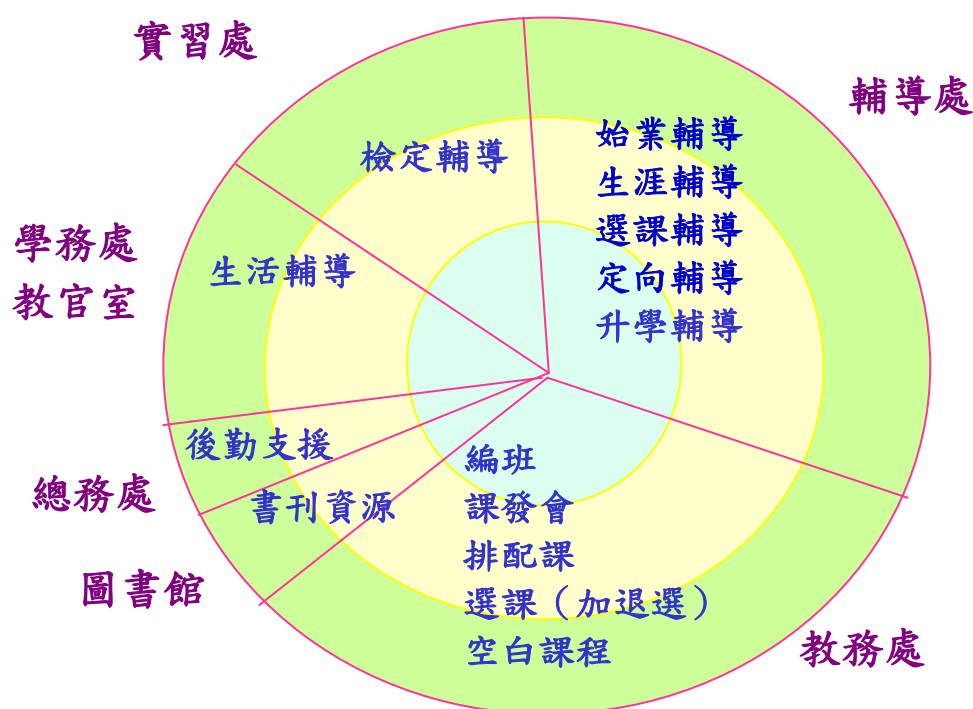 實習處
輔導處
檢定輔導
始業輔導
生涯輔導
選課輔導
定向輔導
升學輔導
學務處
教官室
生活輔導
後勤支援
總務處
書刊資源
圖書館
編班
課發會
排配課
選課（加退選）
空白課程
教務處